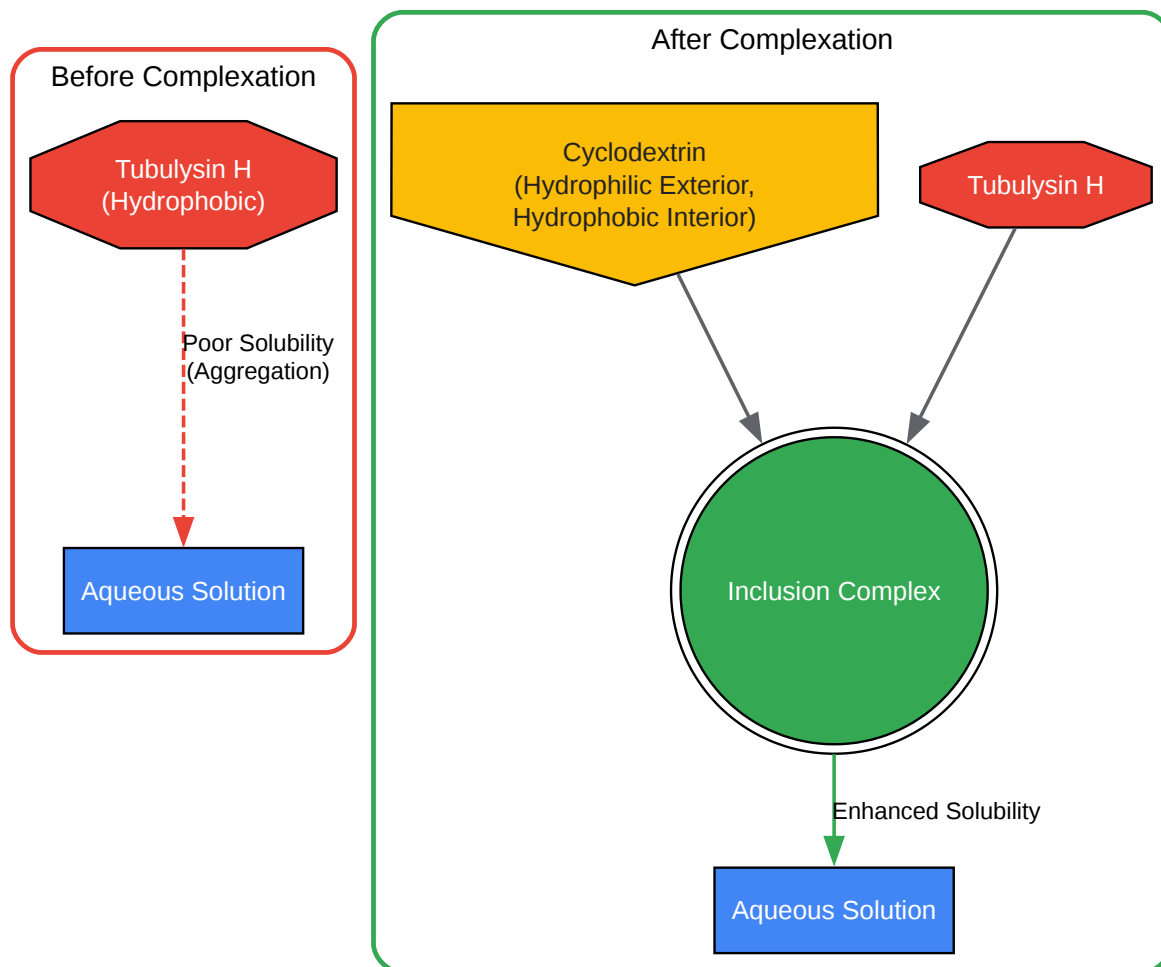 Before Complexation
Tubulysin H
(Hydrophobic)
Poor Solubility
(Aggregation)
Aqueous Solution
After Complexation
Cyclodextrin
(Hydrophilic Exterior,
Hydrophobic Interior)
Tubulysin H
Inclusion Complex
Enhanced Solubility
Aqueous Solution